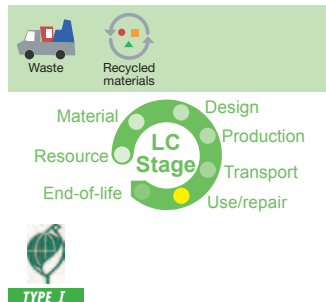 Waste
Recycled
materials
Material
Design
LC
Stage
Production
Resource
Transport
End-of-life
Use/repair
TYPE I